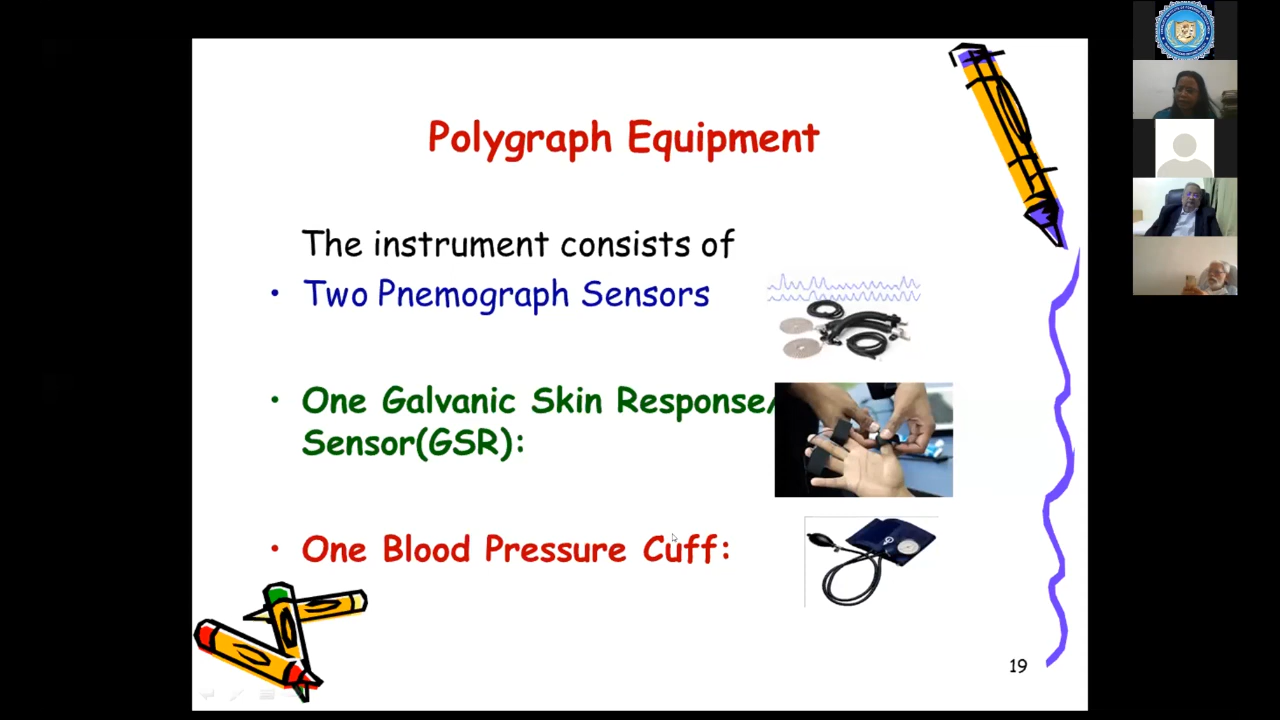 Polygraph Equipment
The instrument consists of
• Two Pnemograph Sensors
• One Galvanic Skin Response/
Sensor(GSR):
• One Blood Pressure Cuff:
19